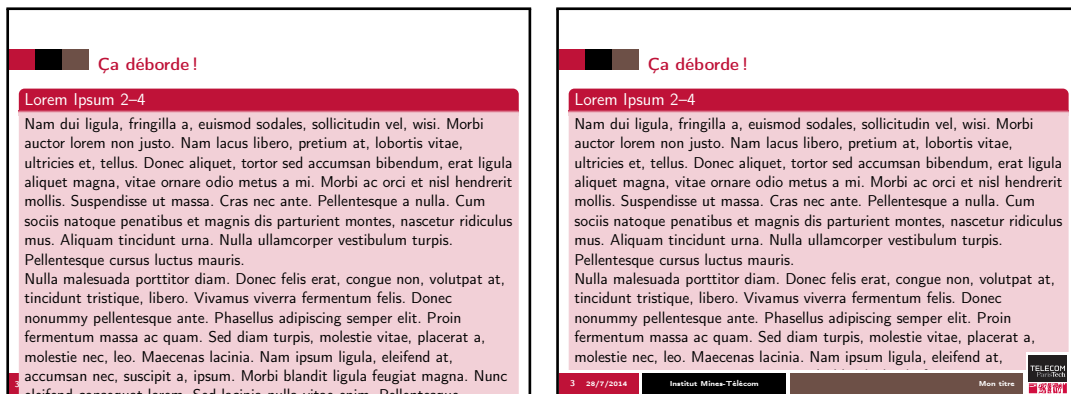 Ça déborde !
Lorem Ipsum 2–4
Nam dui ligula, fringilla a, euismod sodales, sollicitudin vel, wisi. Morbi
auctor lorem non justo. Nam lacus libero, pretium at, lobortis vitae,
ultricies et, tellus. Donec aliquet, tortor sed accumsan bibendum, erat ligula
aliquet magna, vitae ornare odio metus a mi. Morbi ac orci et nisl hendrerit
mollis. Suspendisse ut massa. Cras nec ante. Pellentesque a nulla. Cum
sociis natoque penatibus et magnis dis parturient montes, nascetur ridiculus
mus. Aliquam tincidunt urna. Nulla ullamcorper vestibulum turpis.
Pellentesque cursus luctus mauris.
Nulla malesuada porttitor diam. Donec felis erat, congue non, volutpat at,
tincidunt tristique, libero. Vivamus viverra fermentum felis. Donec
nonummy pellentesque ante. Phasellus adipiscing semper elit. Proin
fermentum massa ac quam. Sed diam turpis, molestie vitae, placerat a,
molestie nec, leo. Maecenas lacinia. Nam ipsum ligula, eleifend at,
accumsan nec, suscipit a, ipsum. Morbi blandit ligula feugiat magna. Nunc
Ça déborde !
Lorem Ipsum 2–4
Nam dui ligula, fringilla a, euismod sodales, sollicitudin vel, wisi. Morbi
auctor lorem non justo. Nam lacus libero, pretium at, lobortis vitae,
ultricies et, tellus. Donec aliquet, tortor sed accumsan bibendum, erat ligula
aliquet magna, vitae ornare odio metus a mi. Morbi ac orci et nisl hendrerit
mollis. Suspendisse ut massa. Cras nec ante. Pellentesque a nulla. Cum
sociis natoque penatibus et magnis dis parturient montes, nascetur ridiculus
mus. Aliquam tincidunt urna. Nulla ullamcorper vestibulum turpis.
Pellentesque cursus luctus mauris.
Nulla malesuada porttitor diam. Donec felis erat, congue non, volutpat at,
tincidunt tristique, libero. Vivamus viverra fermentum felis. Donec
nonummy pellentesque ante. Phasellus adipiscing semper elit. Proin
fermentum massa ac quam. Sed diam turpis, molestie vitae, placerat a,
molestie nec, leo. Maecenas lacinia. Nam ipsum ligula, eleifend at,
3 28/7/2014 Institut Mines-Télécom Mon titre
TELECOM
ParisTech